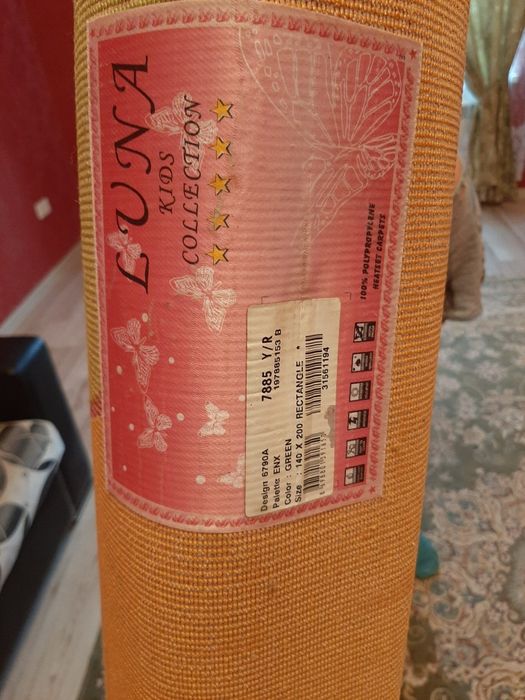 LUNA
KIDS
COLLECTION
100% POLYPROPYLENE
HEATSET CARPETS
7885 Y/R
197885153 B
Design 6790A
Palette: ENX
Color : GREEN
Size : 140 X 200 RECTANGLE *
31561194